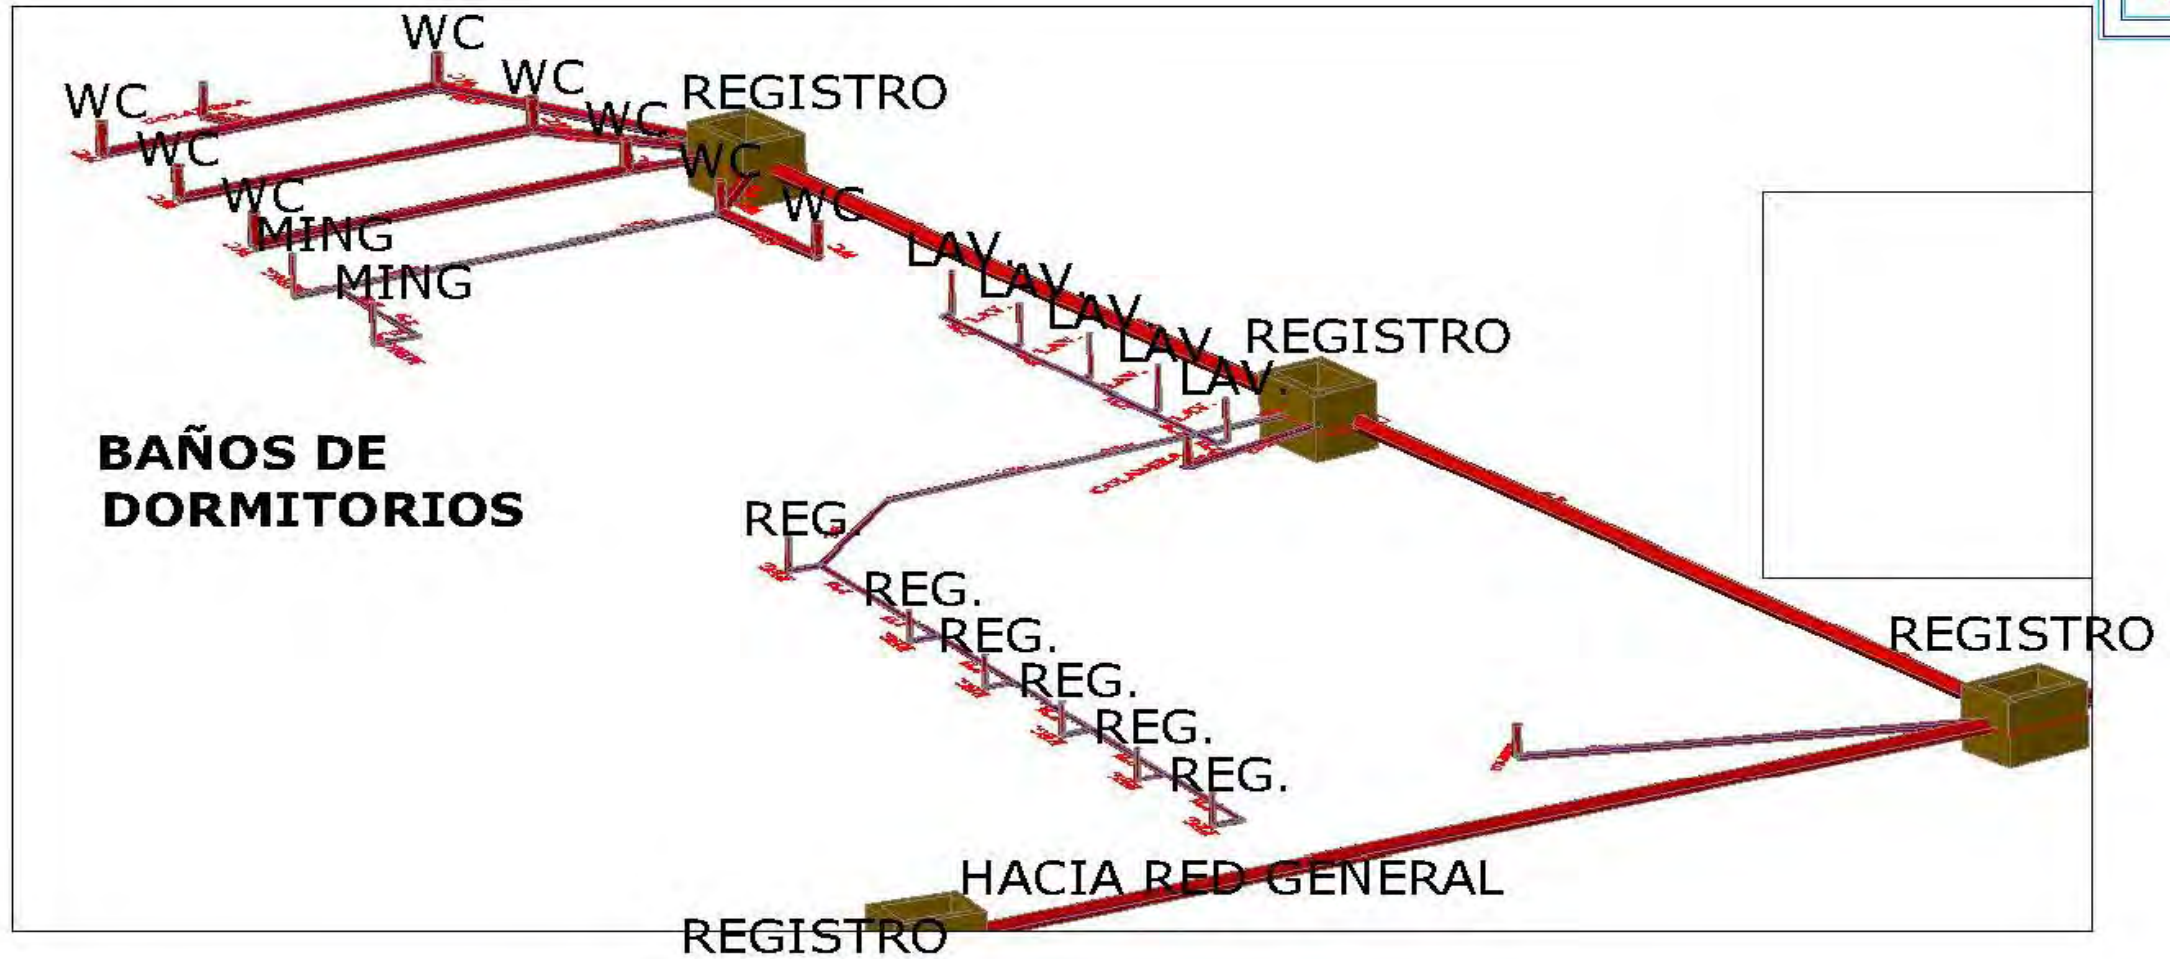 WC
WC
WC
WC
REGISTRO
WC
WC
WC
WC
MING
MING
LAV.
LAV.
LAV.
LAV.
LAV.
REGISTRO
BAÑOS DE
DORMITORIOS
REG.
REG.
REG.
REG.
REG.
REG.
REGISTRO
HACIA RED GENERAL
REGISTRO
COLADERA